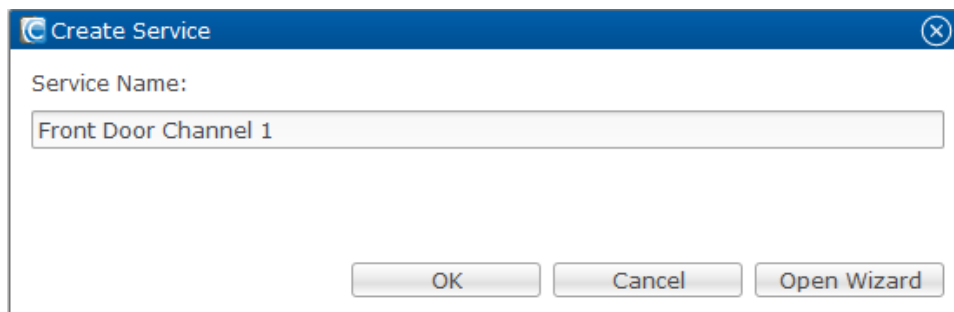 Create Service
Service Name:
Front Door Channel 1
OK Cancel Open Wizard